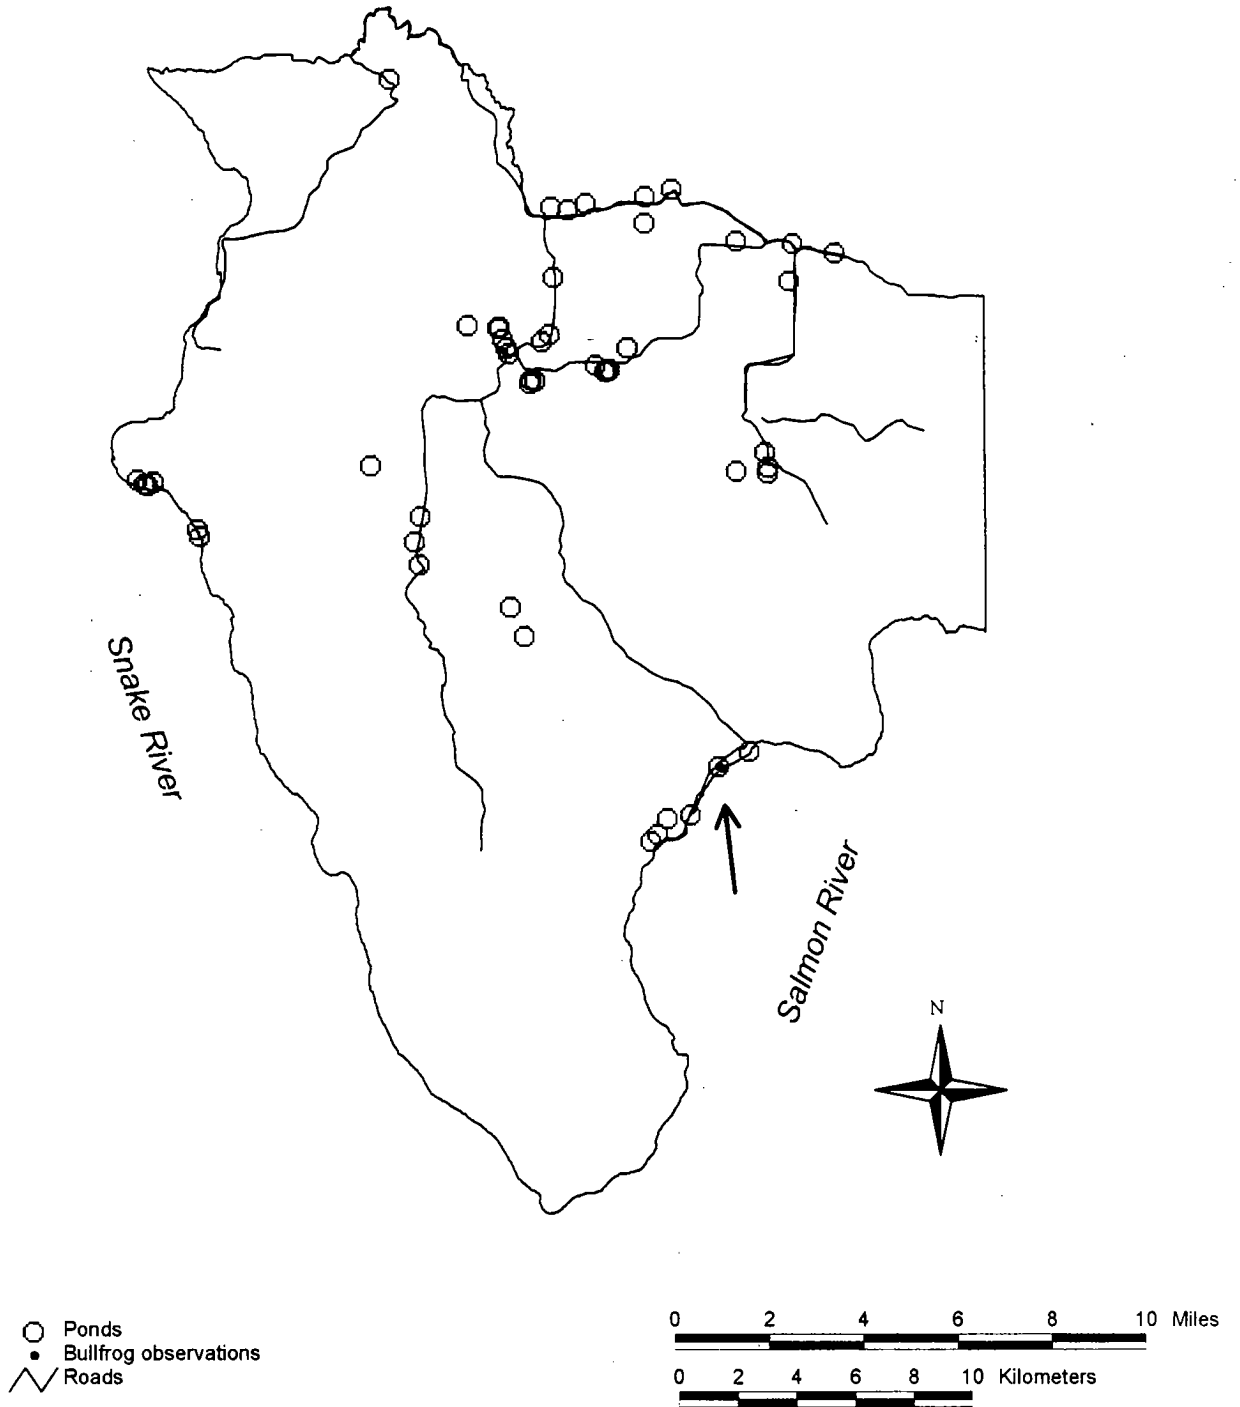 Snake River
Salmon River
N
Ponds
Bullfrog observations
Roads
0 2 4 6 8 10 Miles
0 2 4 6 8 10 Kilometers